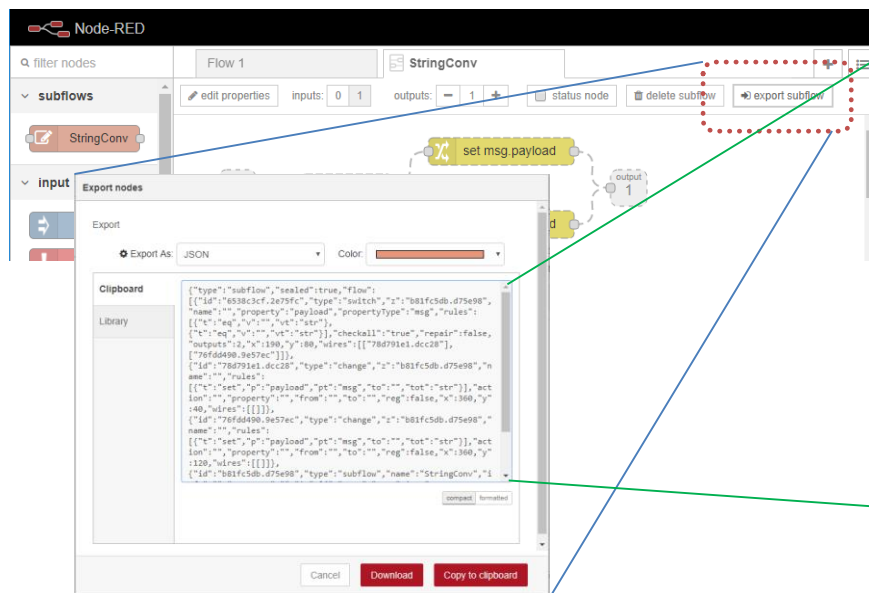 Node-RED
filter nodes
Flow 1
StringConv
subflows
edit properties
inputs: 0 1
outputs: 1
status node
delete subflow
export subflow
StringConv
set msg.payload
output
1
input
d
Export nodes
Export
Export As:
JSON
Color:
Clipboard
Library
{"type":"subflow","sealed":true,"flow":
[{"id":"6538c3cf.2e75fc","type":"switch","z":"b81fc5db.d75e98",
"name":"","property":"payload","propertyType":"msg","rules":
[{"t":"eq","v":"","vt":"str"},
{"t":"eq","v":"","vt":"str"}],"checkall":"true","repair":false,
"outputs":2,"x":190,"y":80,"wires":[["78d791e1.dcc28"],
["76fdd490.9e57ec"]]},
{"id":"78d791e1.dcc28","type":"change","z":"b81fc5db.d75e98","n
ame":"","rules":
[{"t":"set","p":"payload","pt":"msg","to":"","tot":"str"}],"act
ion":"","property":"","from":"","to":"","reg":false,"x":360,"y"
:40,"wires":[[]]},
{"id":"76fdd490.9e57ec","type":"change","z":"b81fc5db.d75e98","
name":"","rules":
[{"t":"set","p":"payload","pt":"msg","to":"","tot":"str"}],"act
ion":"","property":"","from":"","to":"","reg":false,"x":360,"y"
:120,"wires":[[]]},
{"id":"b81fc5db.d75e98","type":"subflow","name":"StringConv","i
compact formatted
Cancel
Download
Copy to clipboard